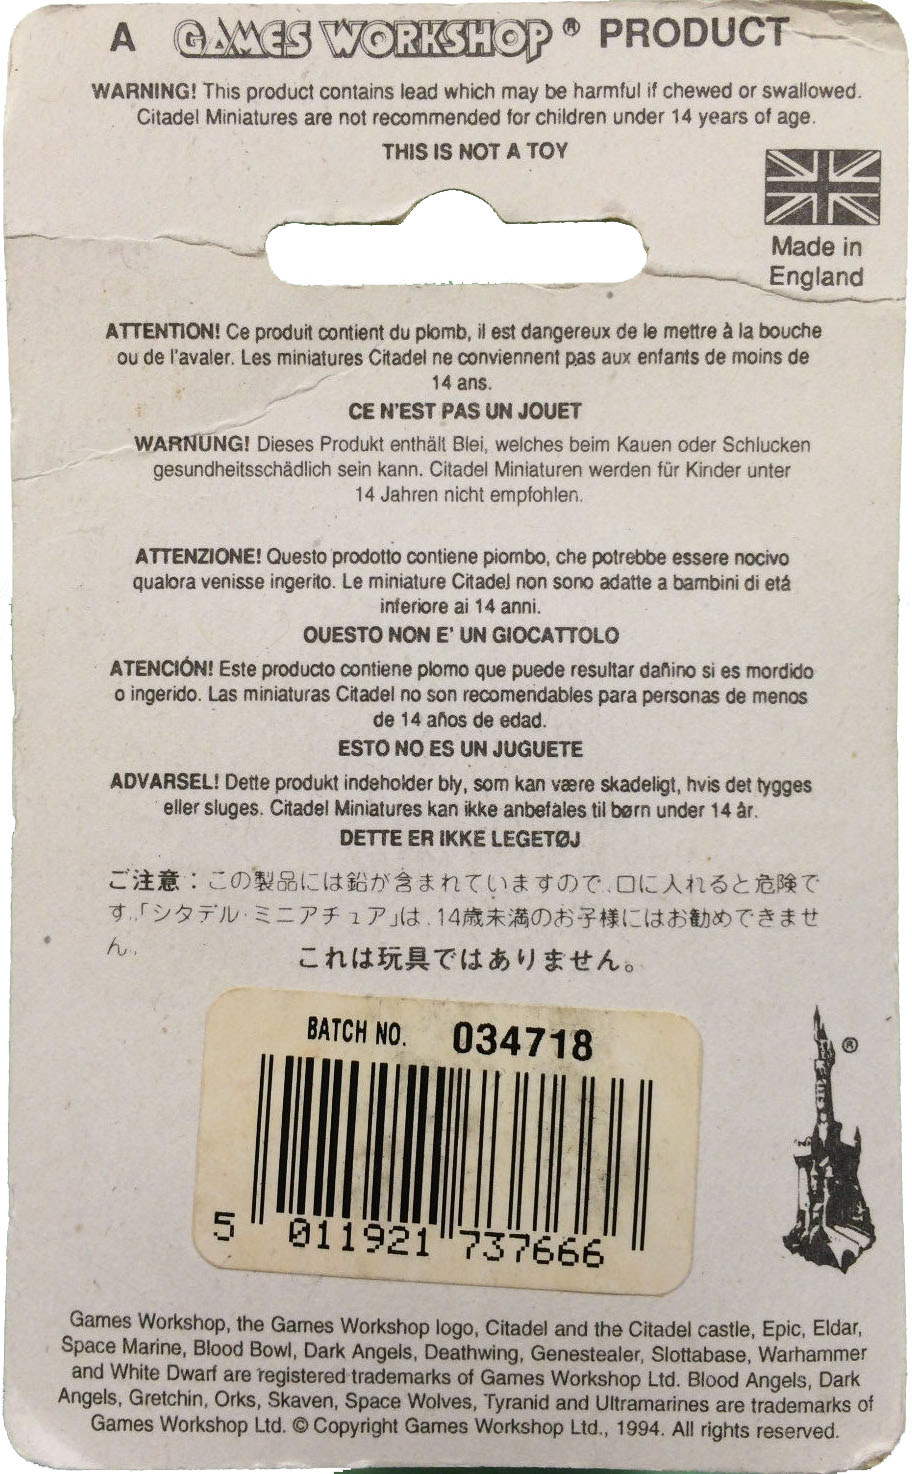 A GAMES WORKSHOP® PRODUCT
WARNING! This product contains lead which may be harmful if chewed or swallowed.
Citadel Miniatures are not recommended for children under 14 years of age.
THIS IS NOT A TOY
Made in
England
ATTENTION! Ce produit contient du plomb, il est dangereux de le mettre à la bouche
ou de l'avaler. Les miniatures Citadel ne conviennent pas aux enfants de moins de
14 ans.
CE N'EST PAS UN JOUET
WARNUNG! Dieses Produkt enthält Blei, welches beim Kauen oder Schlucken
gesundheitsschädlich sein kann. Citadel Miniaturen werden für Kinder unter
14 Jahren nicht empfohlen.
ATTENZIONE! Questo prodotto contiene piombo, che potrebbe essere nocivo
qualora venisse ingerito. Le miniature Citadel non sono adatte a bambini di etá
inferiore ai 14 anni.
OUESTO NON E' UN GIOCATTOLO
ATENCIÓN! Este producto contiene plomo que puede resultar dañino si es mordido
o ingerido. Las miniaturas Citadel no son recomendables para personas de menos
de 14 años de edad.
ESTO NO ES UN JUGUETE
ADVARSEL! Dette produkt indeholder bly, som kan være skadeligt, hvis det tygges
eller sluges. Citadel Miniatures kan ikke anbefales til børn under 14 år.
DETTE ER IKKE LEGETØJ
ご注意：この製品には鉛が含まれていますので、口に入れると危険で
す。「シタデル・ミニアチュア」は、14歳未満のお子様にはお勧めできませ
ん。
これは玩具ではありません。
BATCH NO. 034718
5 011921 737666
®
Games Workshop, the Games Workshop logo, Citadel and the Citadel castle, Epic, Eldar,
Space Marine, Blood Bowl, Dark Angels, Deathwing, Genestealer, Slottabase, Warhammer
and White Dwarf are registered trademarks of Games Workshop Ltd. Blood Angels, Dark
Angels, Gretchin, Orks, Skaven, Space Wolves, Tyranid and Ultramarines are trademarks of
Games Workshop Ltd. © Copyright Games Workshop Ltd., 1994. All rights reserved.